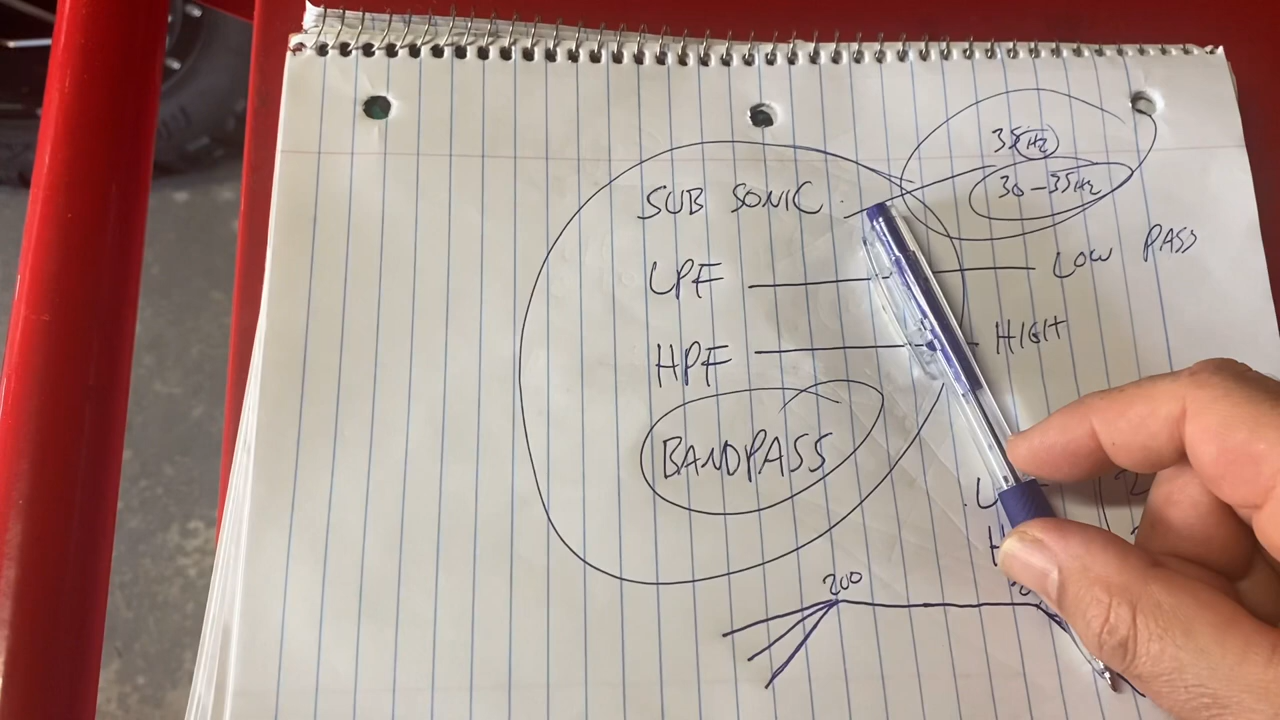 35Hz
SUB SONIC
30-35Hz
LPF LOW PASS
HPF HIGH
BANDPASS
200